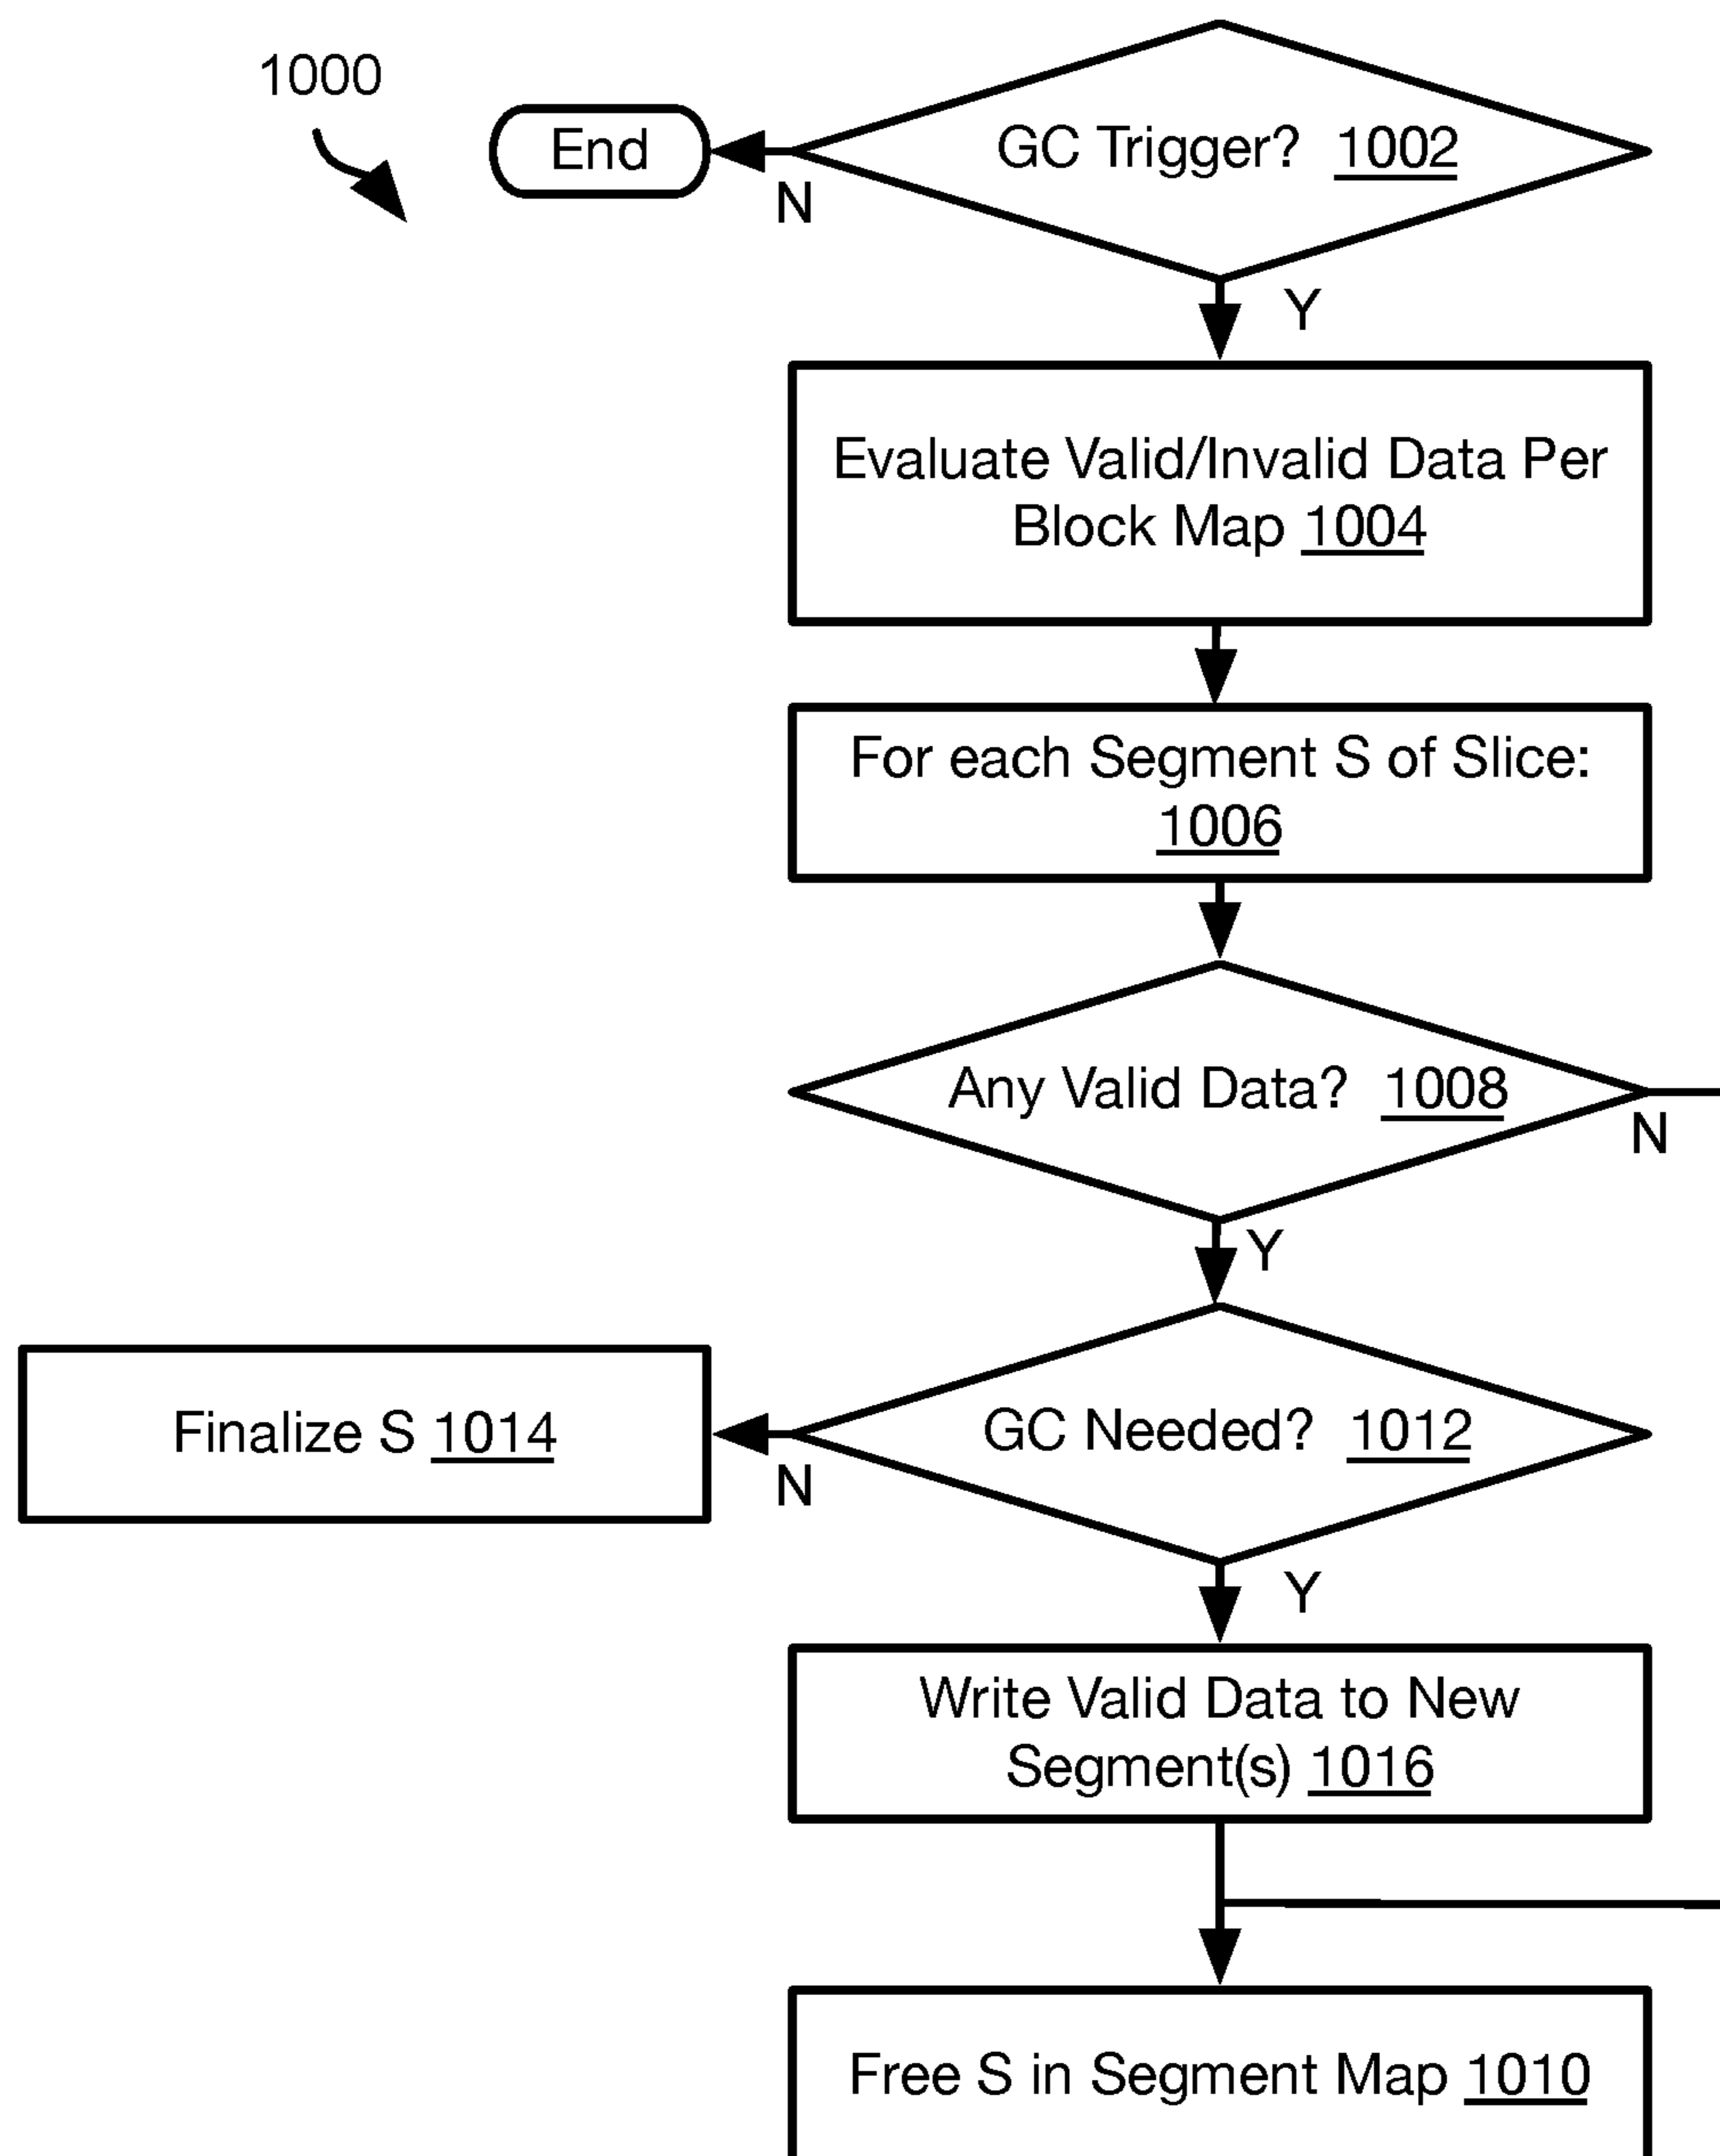 1000
End
GC Trigger? 1002
N
Y
Evaluate Valid/Invalid Data Per
Block Map 1004
For each Segment S of Slice:
1006
Any Valid Data? 1008
N
Y
Finalize S 1014
GC Needed? 1012
N
Y
Write Valid Data to New
Segment(s) 1016
Free S in Segment Map 1010